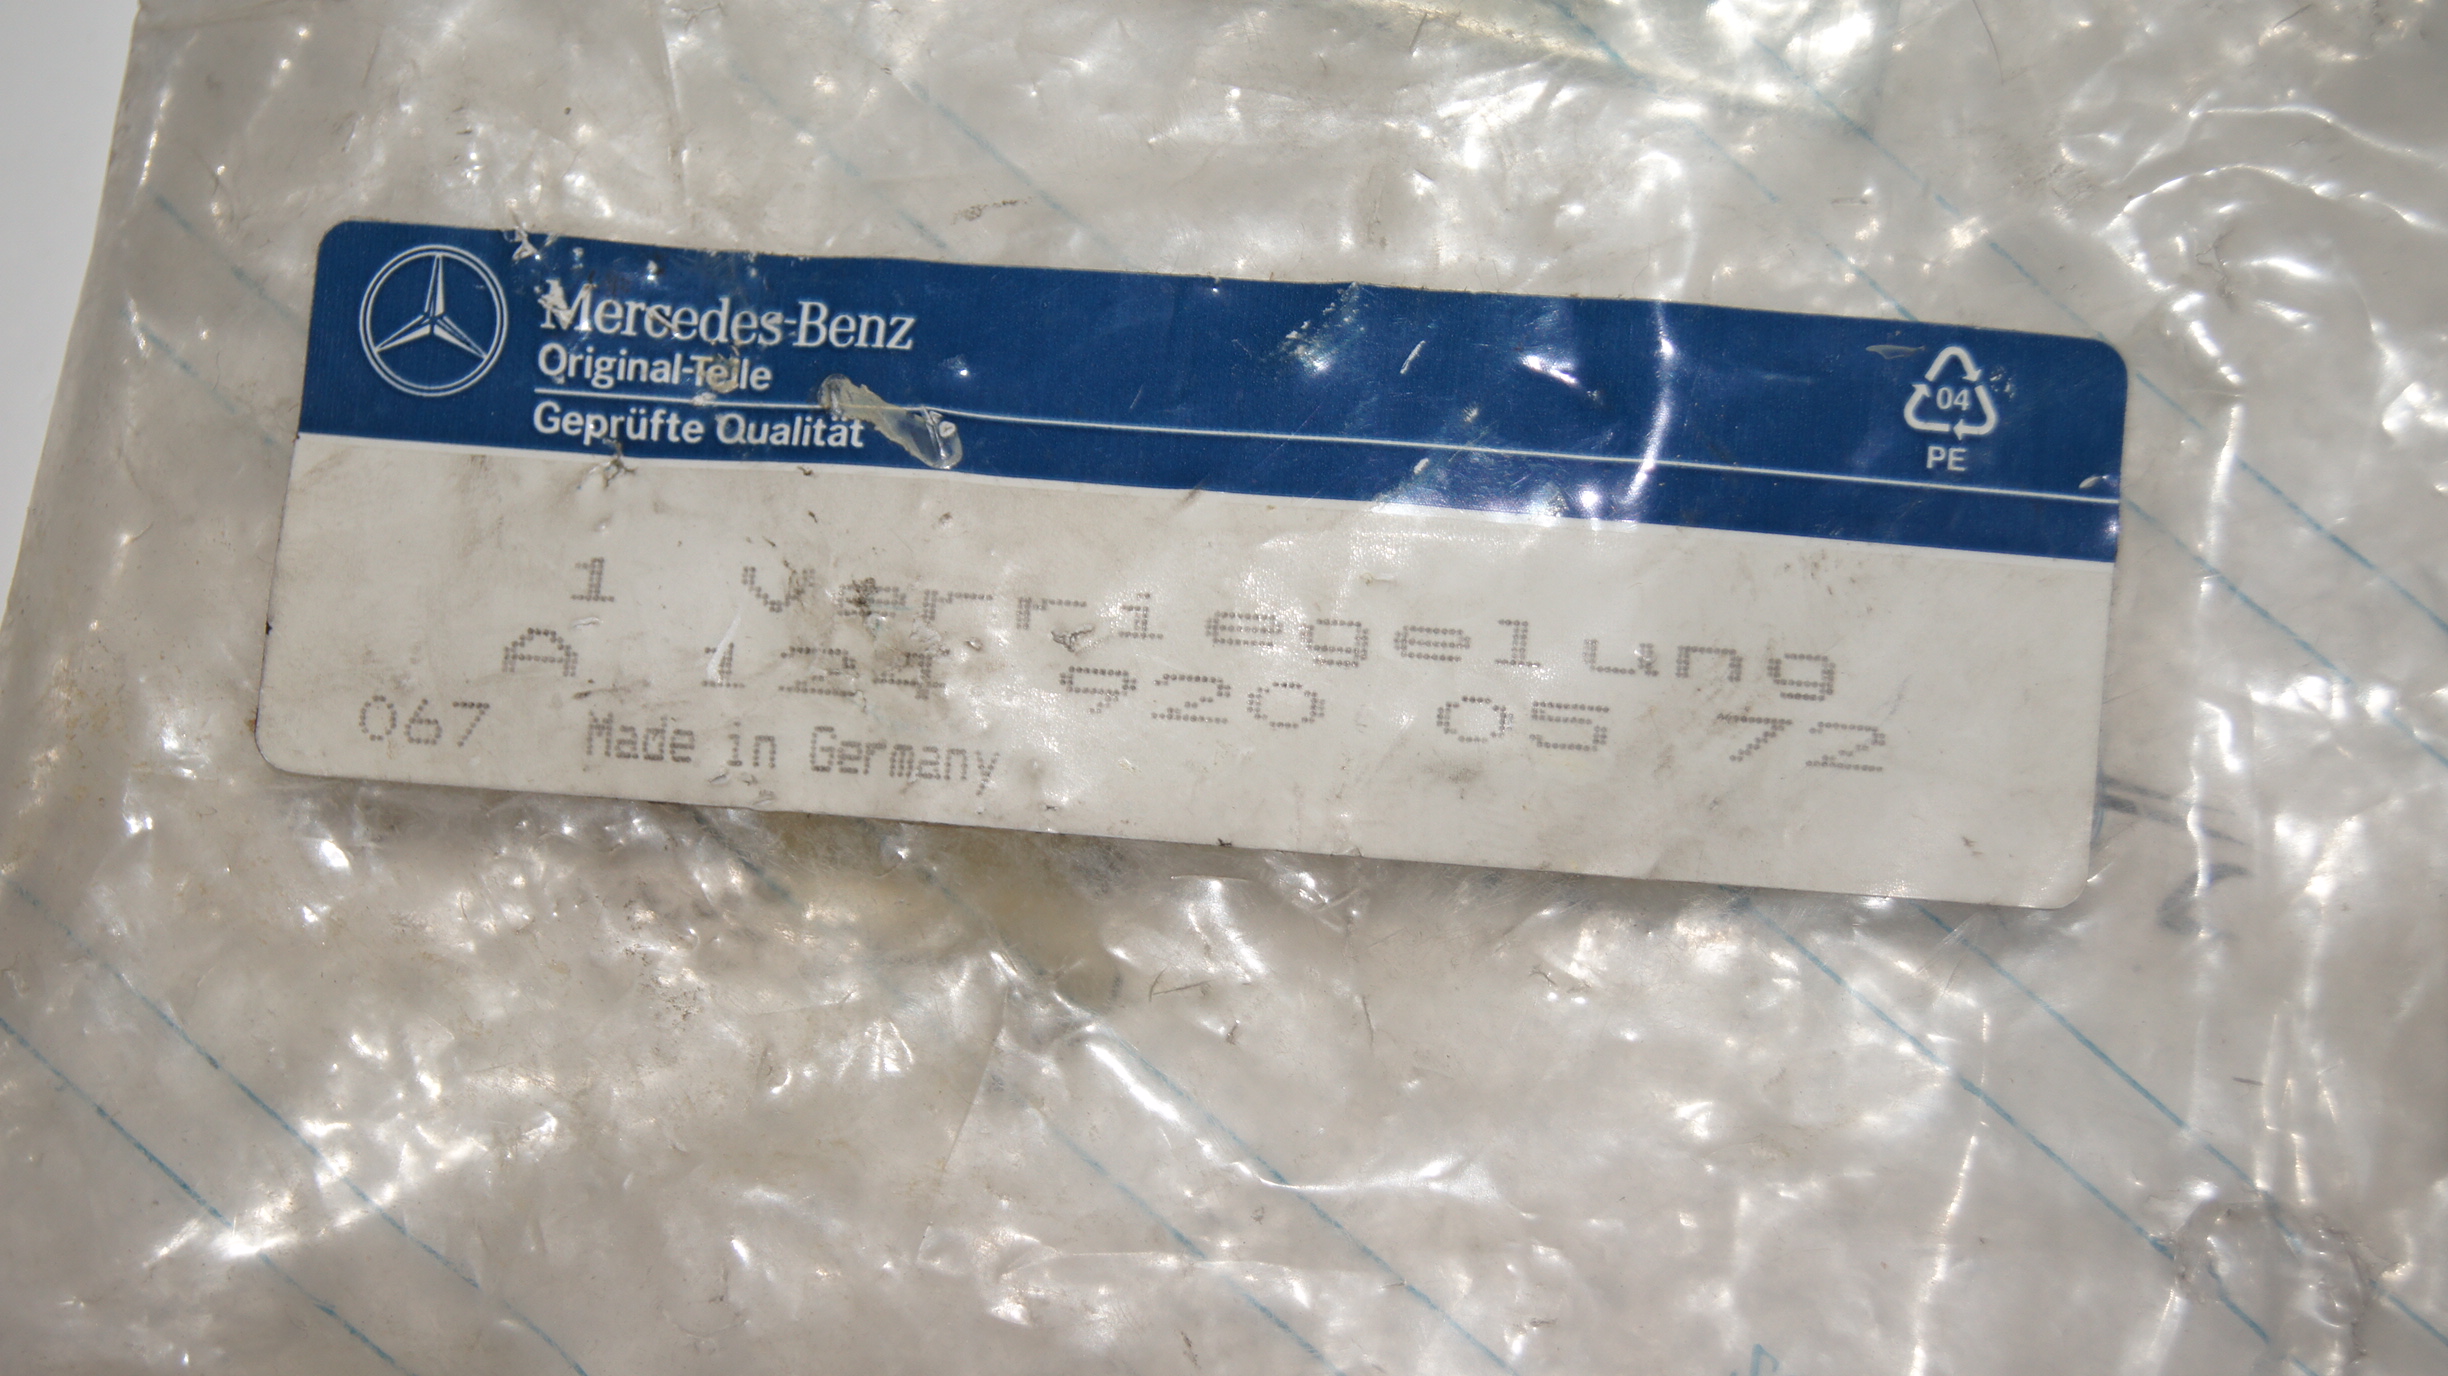 Mercedes-Benz
Original-Teile
Geprüfte Qualität
04
PE
1 Verriegelung
A 124 920 05 72
067 Made in Germany